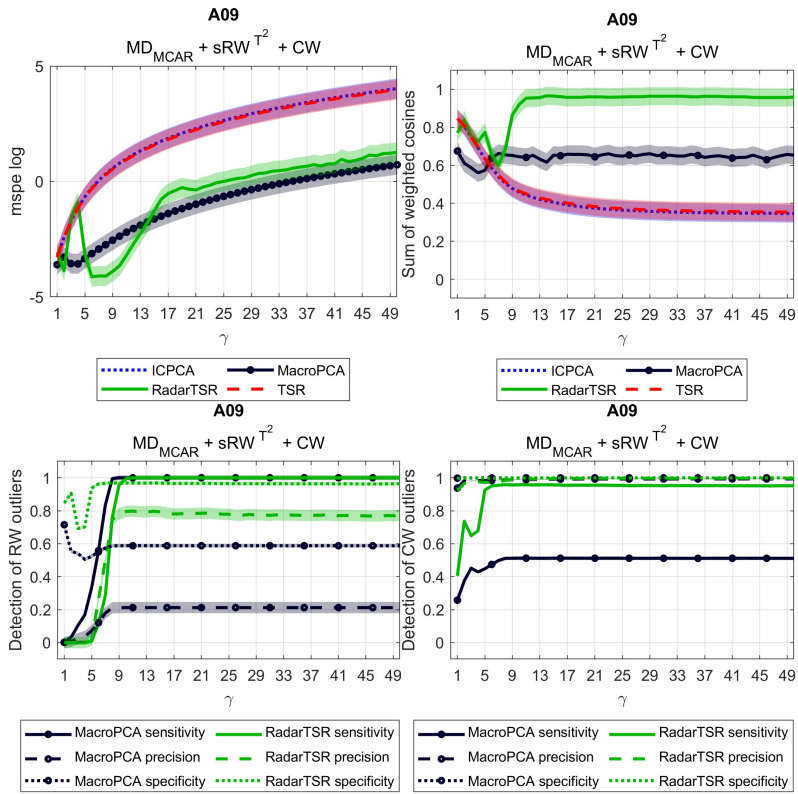 A09
MD_MCAR + sRW^T^2 + CW
5
0
-5
mspe log
1 5 9 13 17 21 25 29 33 37 41 45 49
γ
ICPCA MacroPCA
RadarTSR TSR
A09
MD_MCAR + sRW^T^2 + CW
1
0.8
0.6
0.4
0.2
0
Sum of weighted cosines
1 5 9 13 17 21 25 29 33 37 41 45 49
γ
ICPCA MacroPCA
RadarTSR TSR
A09
MD_MCAR + sRW^T^2 + CW
1
0.8
0.6
0.4
0.2
0
Detection of RW outliers
1 5 9 13 17 21 25 29 33 37 41 45 49
γ
MacroPCA sensitivity RadarTSR sensitivity
MacroPCA precision RadarTSR precision
MacroPCA specificity RadarTSR specificity
A09
MD_MCAR + sRW^T^2 + CW
1
0.8
0.6
0.4
0.2
0
Detection of CW outliers
1 5 9 13 17 21 25 29 33 37 41 45 49
γ
MacroPCA sensitivity RadarTSR sensitivity
MacroPCA precision RadarTSR precision
MacroPCA specificity RadarTSR specificity